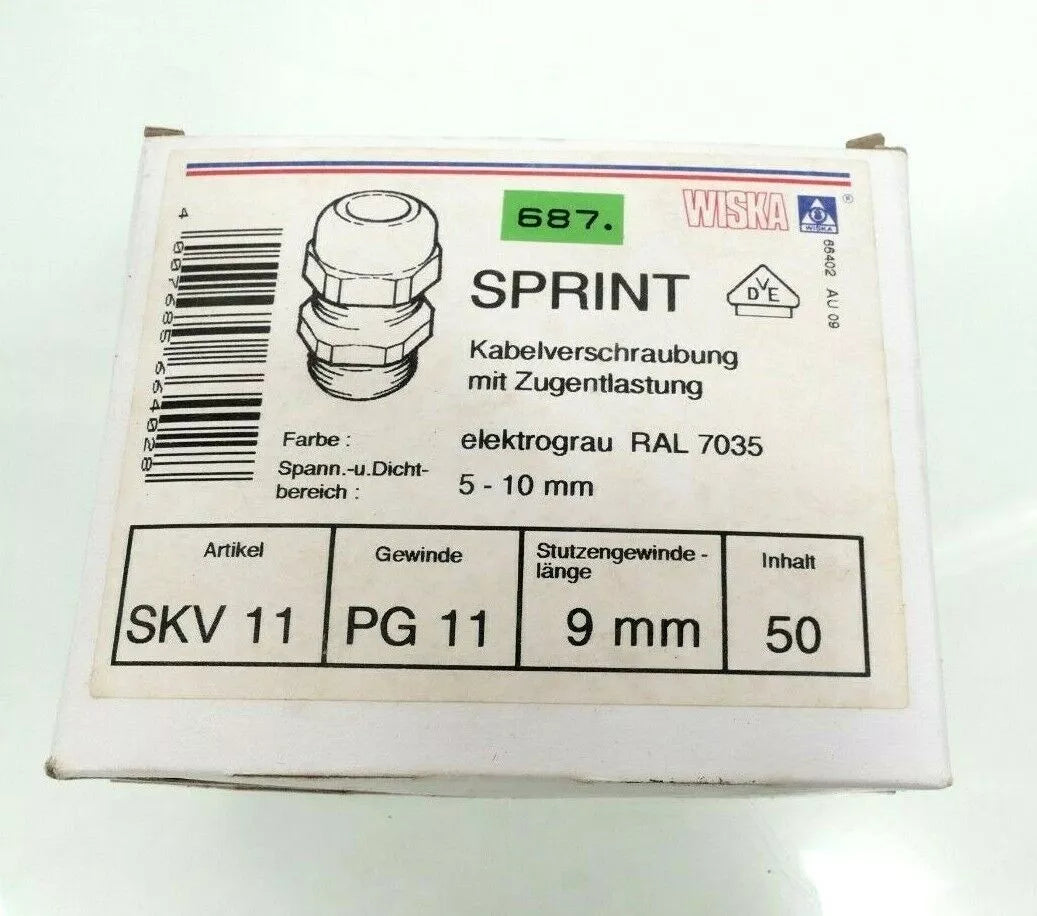 687.
WISKA
WISKA
®
SPRINT
DVE
66402 AU 09
Kabelverschraubung
mit Zugentlastung
4 007685 664028
Farbe : elektrograu RAL 7035
Spann.-u.Dicht-
bereich : 5 - 10 mm
Artikel Gewinde Stutzengewinde -
länge Inhalt
SKV 11 PG 11 9 mm 50